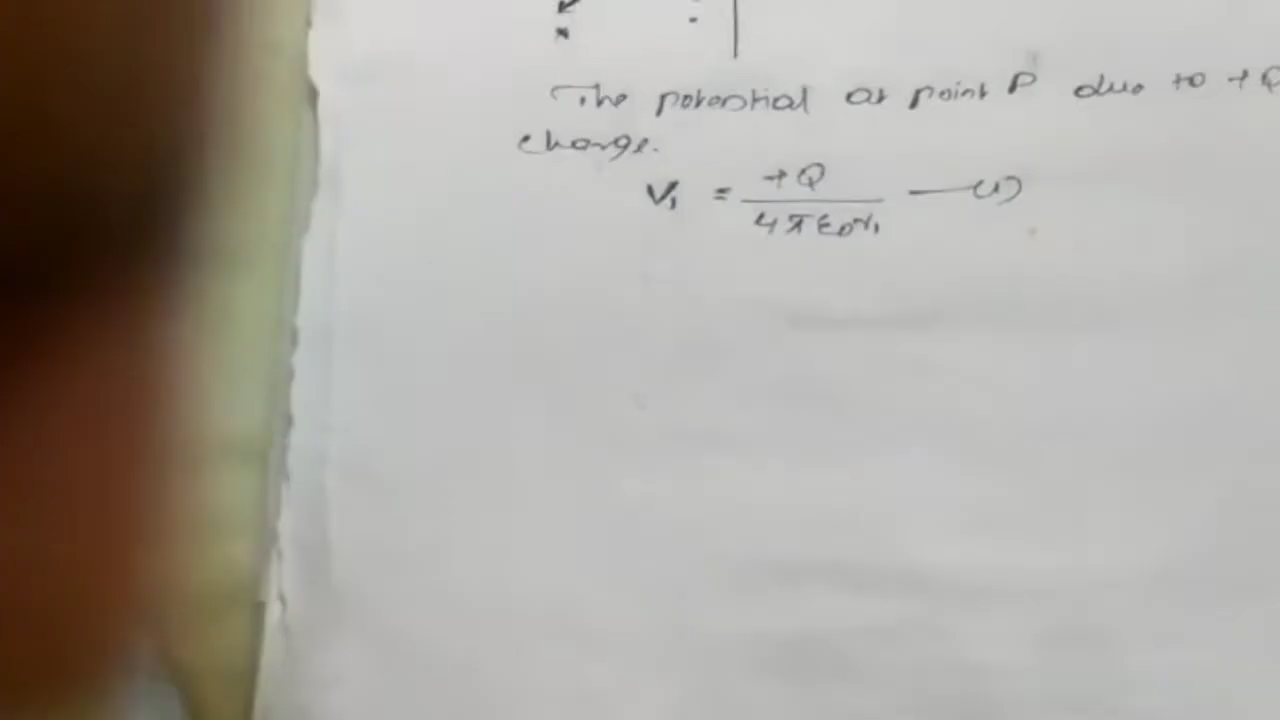 x
The potential at point P due to +Q
charge.
V₁ = +Q / 4πε₀r₁ —(1)